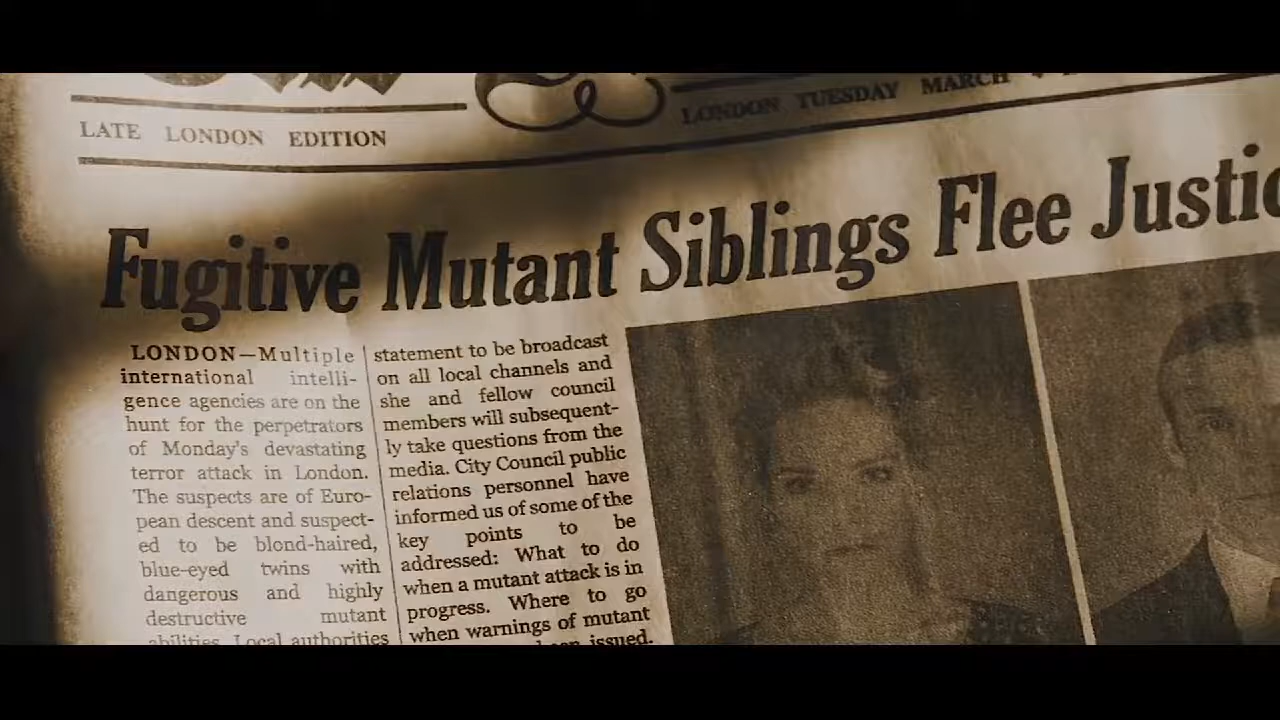 LATE LONDON EDITION
LONDON TUESDAY MARCH
Fugitive Mutant Siblings Flee Justic
LONDON—Multiple
international intelli-
gence agencies are on the
hunt for the perpetrators
of Monday's devastating
terror attack in London.
The suspects are of Euro-
pean descent and suspect-
ed to be blond-haired,
blue-eyed twins with
dangerous and highly
destructive mutant
abilities. Local authorities
statement to be broadcast
on all local channels and
she and fellow council
members will subsequent-
ly take questions from the
media. City Council public
relations personnel have
informed us of some of the
key points to be
addressed: What to do
when a mutant attack is in
progress. Where to go
when warnings of mutant
been issued.